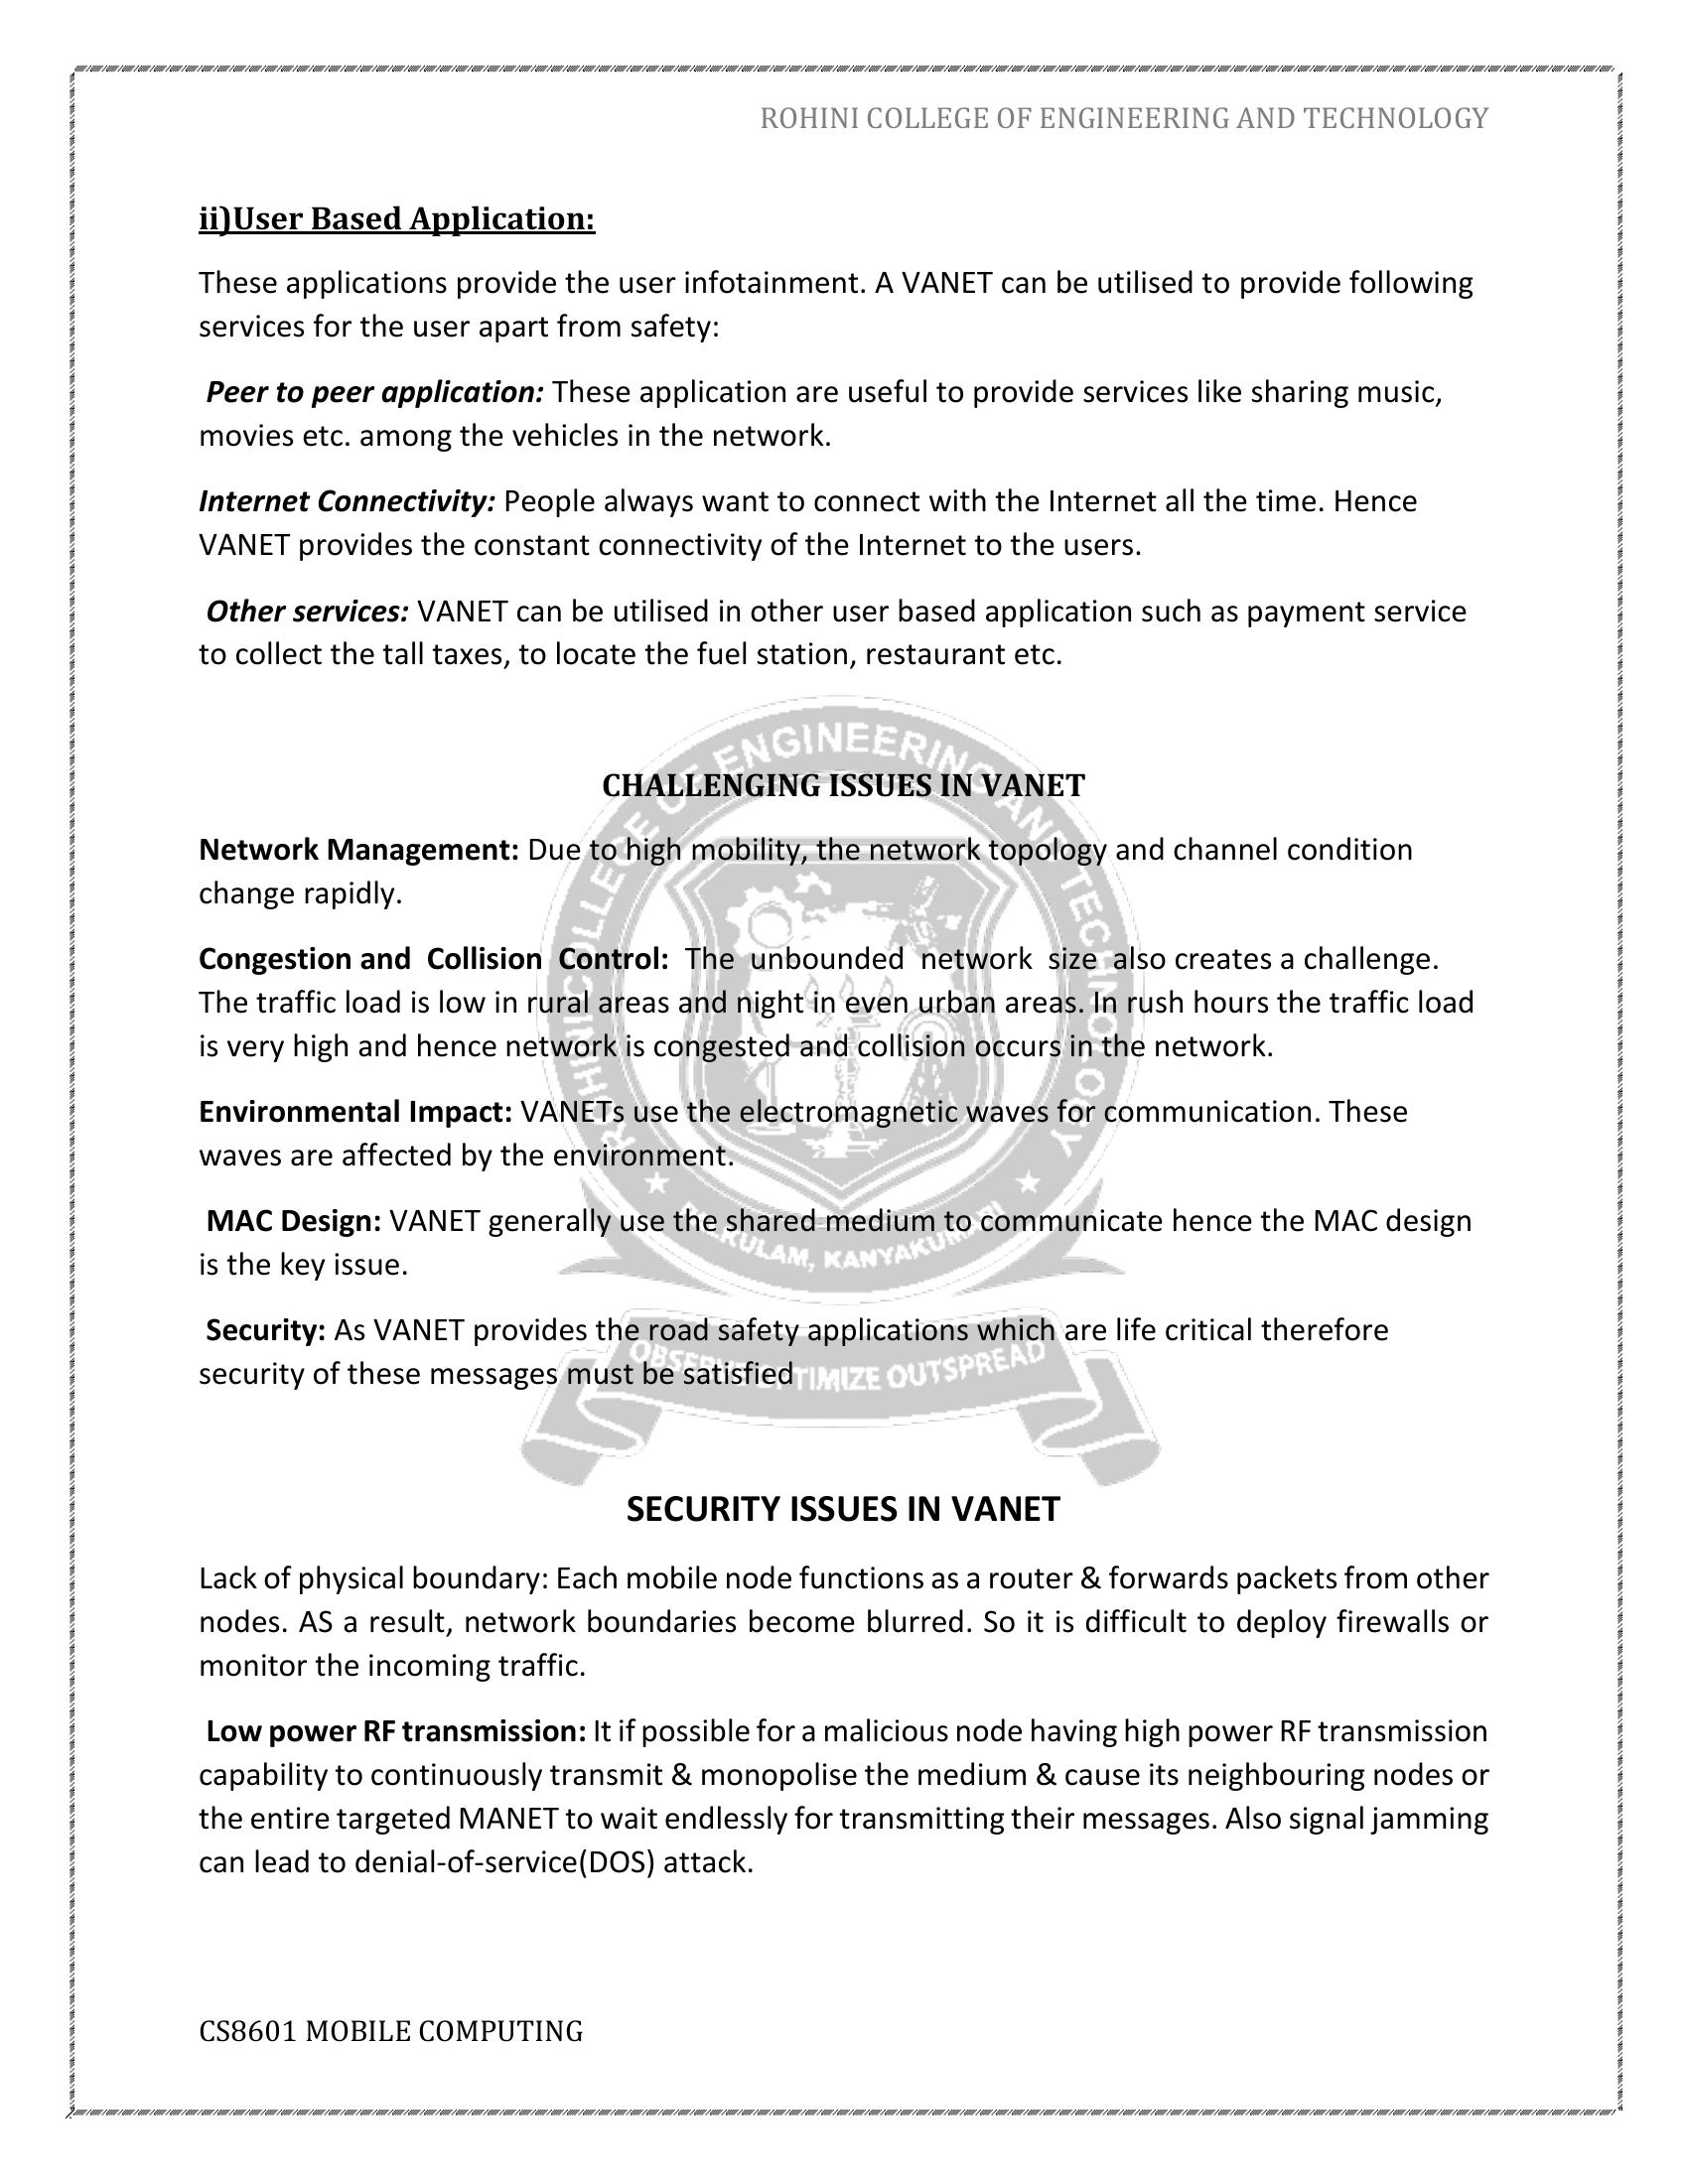 ROHINI COLLEGE OF ENGINEERING AND TECHNOLOGY
ii)User Based Application:
These applications provide the user infotainment. A VANET can be utilised to provide following
services for the user apart from safety:
Peer to peer application: These application are useful to provide services like sharing music,
movies etc. among the vehicles in the network.
Internet Connectivity: People always want to connect with the Internet all the time. Hence
VANET provides the constant connectivity of the Internet to the users.
Other services: VANET can be utilised in other user based application such as payment service
to collect the tall taxes, to locate the fuel station, restaurant etc.
CHALLENGING ISSUES IN VANET
Network Management: Due to high mobility, the network topology and channel condition
change rapidly.
Congestion and Collision Control: The unbounded network size also creates a challenge.
The traffic load is low in rural areas and night in even urban areas. In rush hours the traffic load
is very high and hence network is congested and collision occurs in the network.
Environmental Impact: VANETs use the electromagnetic waves for communication. These
waves are affected by the environment.
MAC Design: VANET generally use the shared medium to communicate hence the MAC design
is the key issue.
Security: As VANET provides the road safety applications which are life critical therefore
security of these messages must be satisfied
ROHINI COLLEGE OF ENGINEERING AND TECHNOLOGY
KANYAKUMARI
OPTIMIZE OUTSPREAD
SECURITY ISSUES IN VANET
Lack of physical boundary: Each mobile node functions as a router & forwards packets from other
nodes. AS a result, network boundaries become blurred. So it is difficult to deploy firewalls or
monitor the incoming traffic.
Low power RF transmission: It if possible for a malicious node having high power RF transmission
capability to continuously transmit & monopolise the medium & cause its neighbouring nodes or
the entire targeted MANET to wait endlessly for transmitting their messages. Also signal jamming
can lead to denial-of-service(DOS) attack.
CS8601 MOBILE COMPUTING